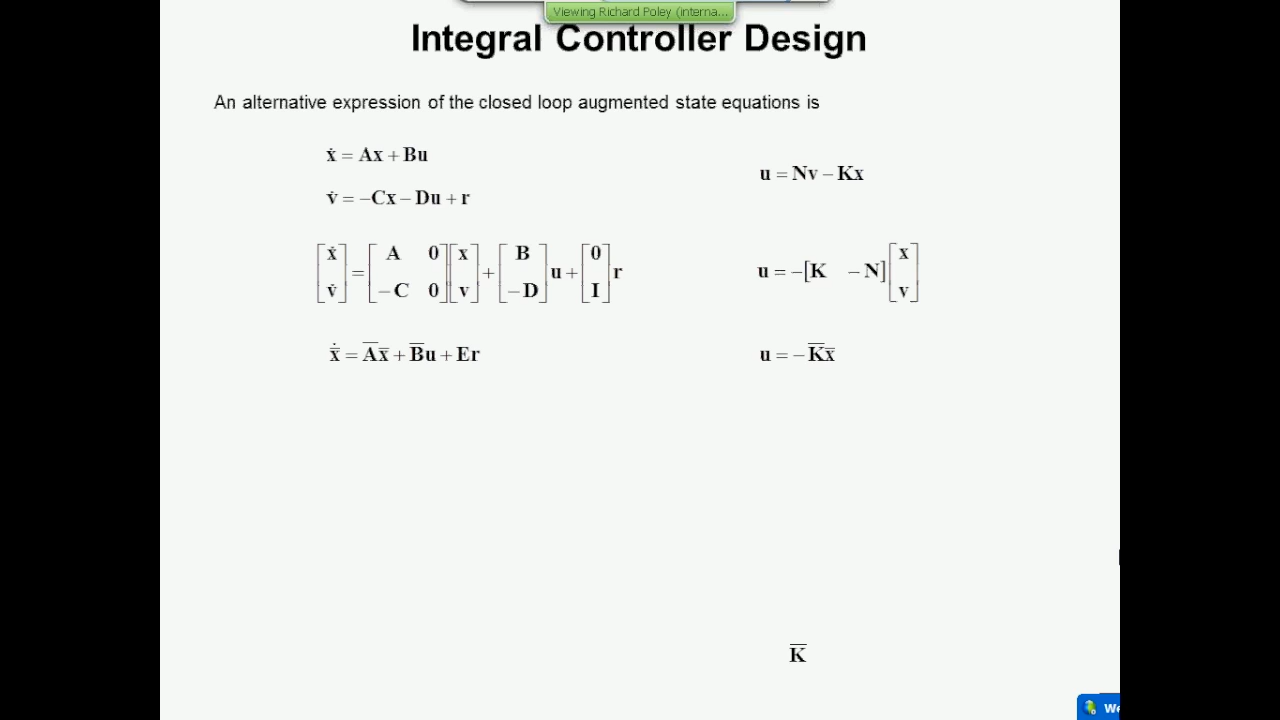 Viewing Richard Poley (interna...
Integral Controller Design
An alternative expression of the closed loop augmented state equations is
ẋ = Ax + Bu
u = Nv − Kx
v̇ = −Cx − Du + r
[ẋ; v̇] = [A 0; −C 0][x; v] + [B; −D]u + [0; I]r
u = −[K −N][x; v]
x̄̇ = A̅x̅ + B̅u + Er
u = −K̅x̅
K̅
We